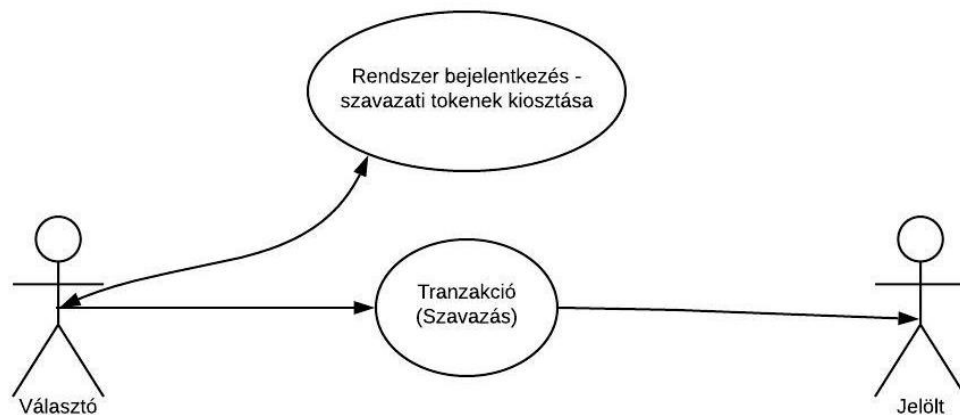 Rendszer bejelentkezés -
szavazati tokenek kiosztása
Tranzakció
(Szavazás)
Választó
Jelölt